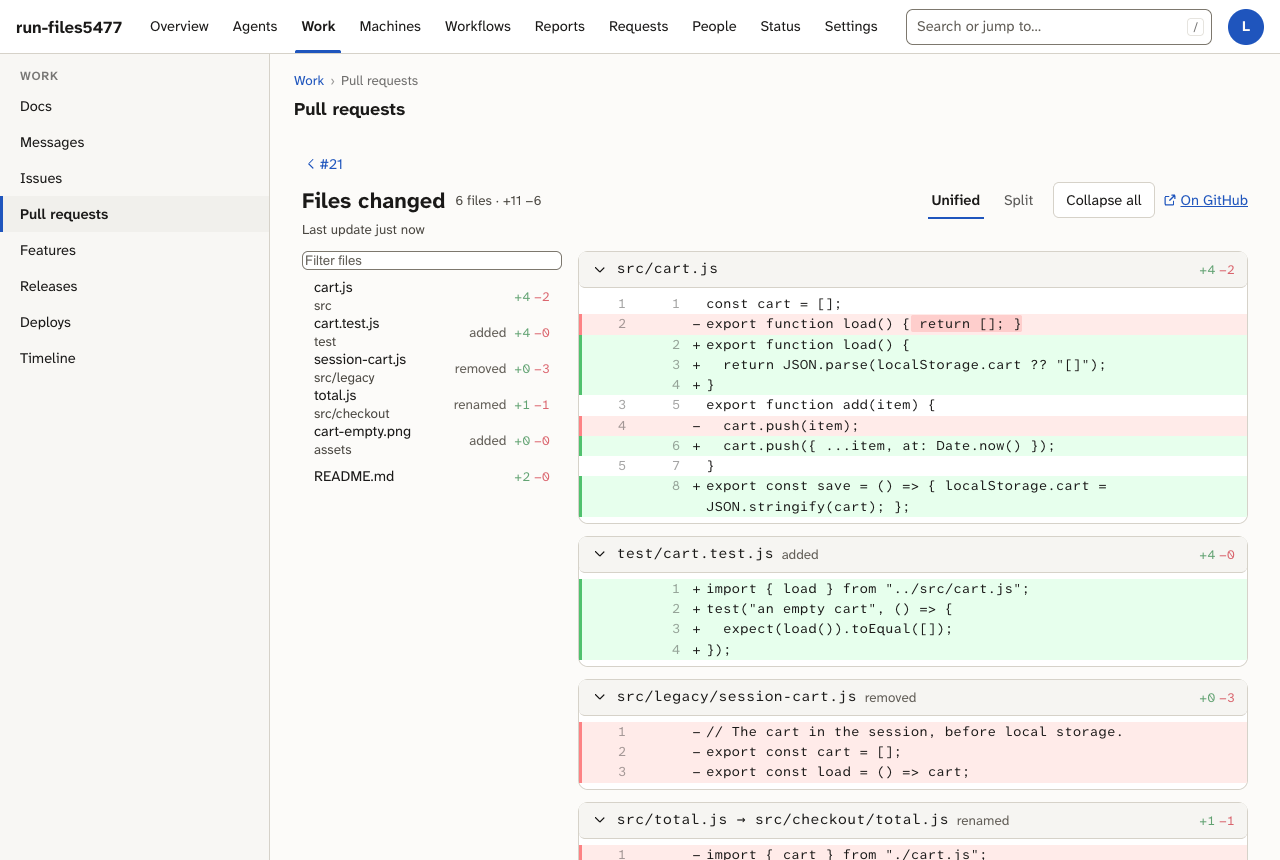 run-files5477 Overview Agents Work Machines Workflows Reports Requests People Status Settings Search or jump to... / L
WORK
Docs
Messages
Issues
Pull requests
Features
Releases
Deploys
Timeline
Work › Pull requests
Pull requests
#21
Files changed 6 files · +11 −6
Unified Split Collapse all On GitHub
Last update just now
Filter files
cart.js
src
+4 −2
cart.test.js
test
added +4 −0
session-cart.js
src/legacy
removed +0 −3
total.js
src/checkout
renamed +1 −1
cart-empty.png
assets
added +0 −0
README.md +2 −0
src/cart.js +4 −2
1 1 const cart = [];
2 − export function load() { return []; }
2 + export function load() {
3 + return JSON.parse(localStorage.cart ?? "[]");
4 + }
3 5 export function add(item) {
4 − cart.push(item);
6 + cart.push({ ...item, at: Date.now() });
5 7 }
8 + export const save = () => { localStorage.cart =
JSON.stringify(cart); };
test/cart.test.js added +4 −0
1 + import { load } from "../src/cart.js";
2 + test("an empty cart", () => {
3 + expect(load()).toEqual([]);
4 + });
src/legacy/session-cart.js removed +0 −3
1 − // The cart in the session, before local storage.
2 − export const cart = [];
3 − export const load = () => cart;
src/total.js → src/checkout/total.js renamed +1 −1
1 − import { cart } from "./cart.js";